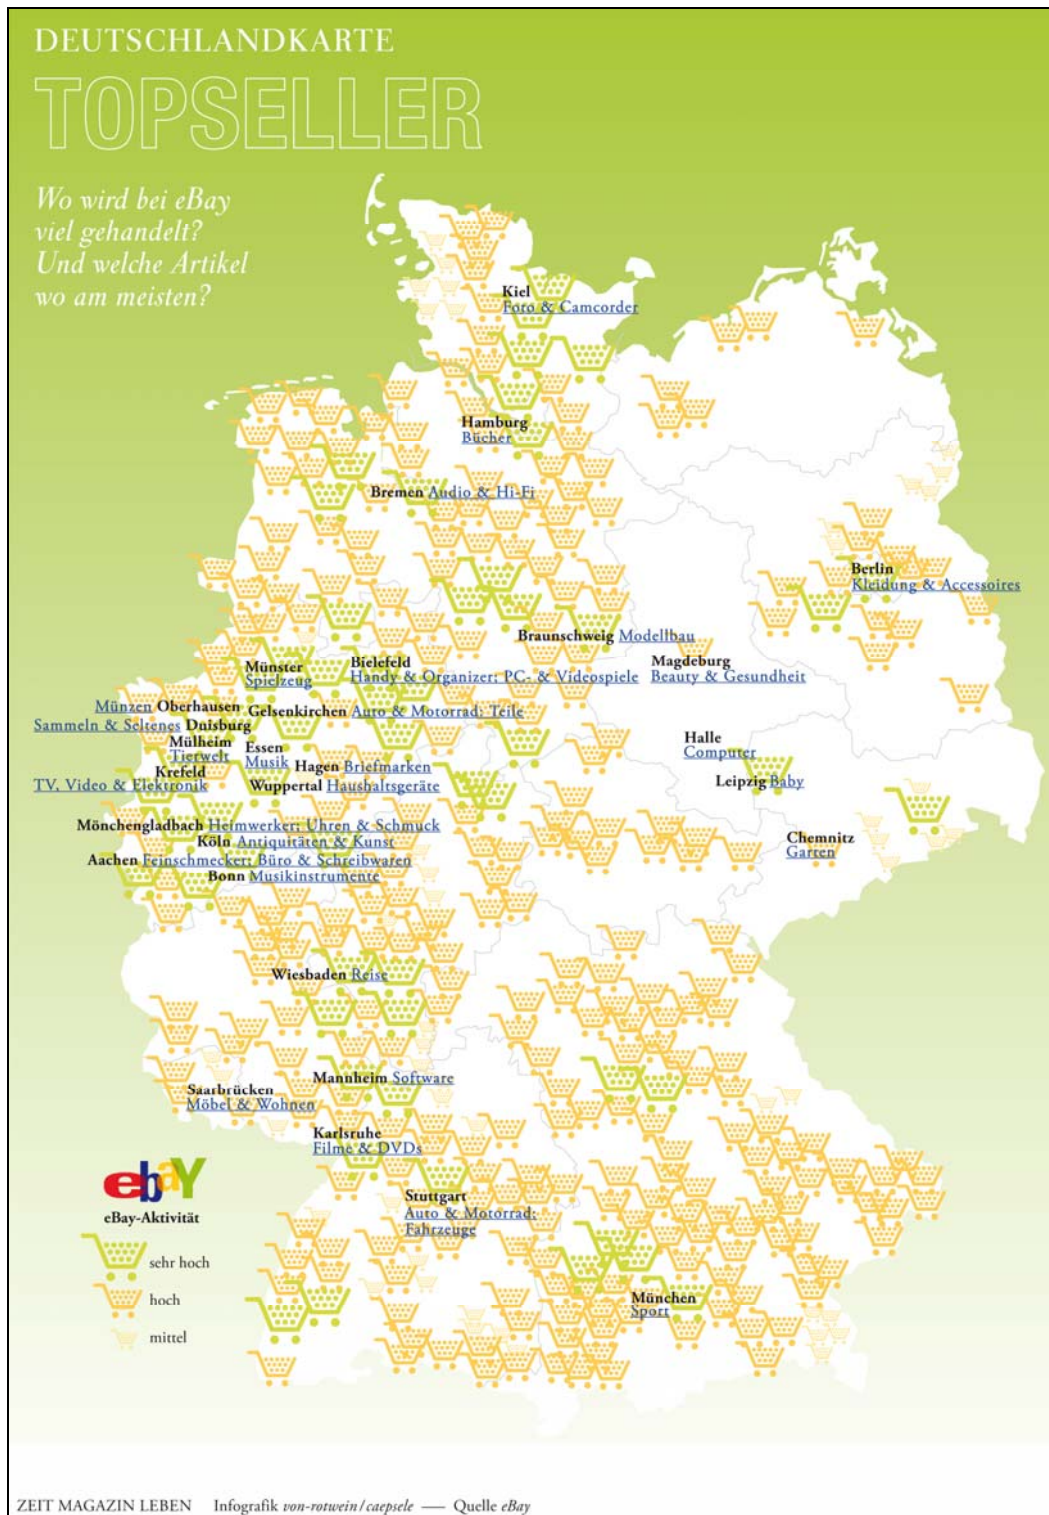 DEUTSCHLANDKARTE
TOPSELLER
Wo wird bei eBay
viel gehandelt?
Und welche Artikel
wo am meisten?
Kiel
Foto & Camcorder
Hamburg
Bücher
Bremen Audio & Hi-Fi
Berlin
Kleidung & Accessoires
Braunschweig Modellbau
Magdeburg
Beauty & Gesundheit
Münster
Spielzeug
Bielefeld
Handy & Organizer; PC- & Videospiele
Münzen Oberhausen
Gelsenkirchen Auto & Motorrad: Teile
Sammeln & Seltenes Duisburg
Mülheim
Tierwelt
Essen
Musik
Hagen Briefmarken
Krefeld
TV, Video & Elektronik
Wuppertal Haushaltsgeräte
Halle
Computer
Leipzig Baby
Mönchengladbach Heimwerker; Uhren & Schmuck
Köln Antiquitäten & Kunst
Aachen Feinschmecker; Büro & Schreibwaren
Bonn Musikinstrumente
Chemnitz
Garten
Wiesbaden Reise
Mannheim Software
Saarbrücken
Möbel & Wohnen
Karlsruhe
Filme & DVDs
Stuttgart
Auto & Motorrad:
Fahrzeuge
München
Sport
ebaY
eBay-Aktivität
sehr hoch
hoch
mittel
ZEIT MAGAZIN LEBEN Infografik von-rotwein/caepsele — Quelle eBay